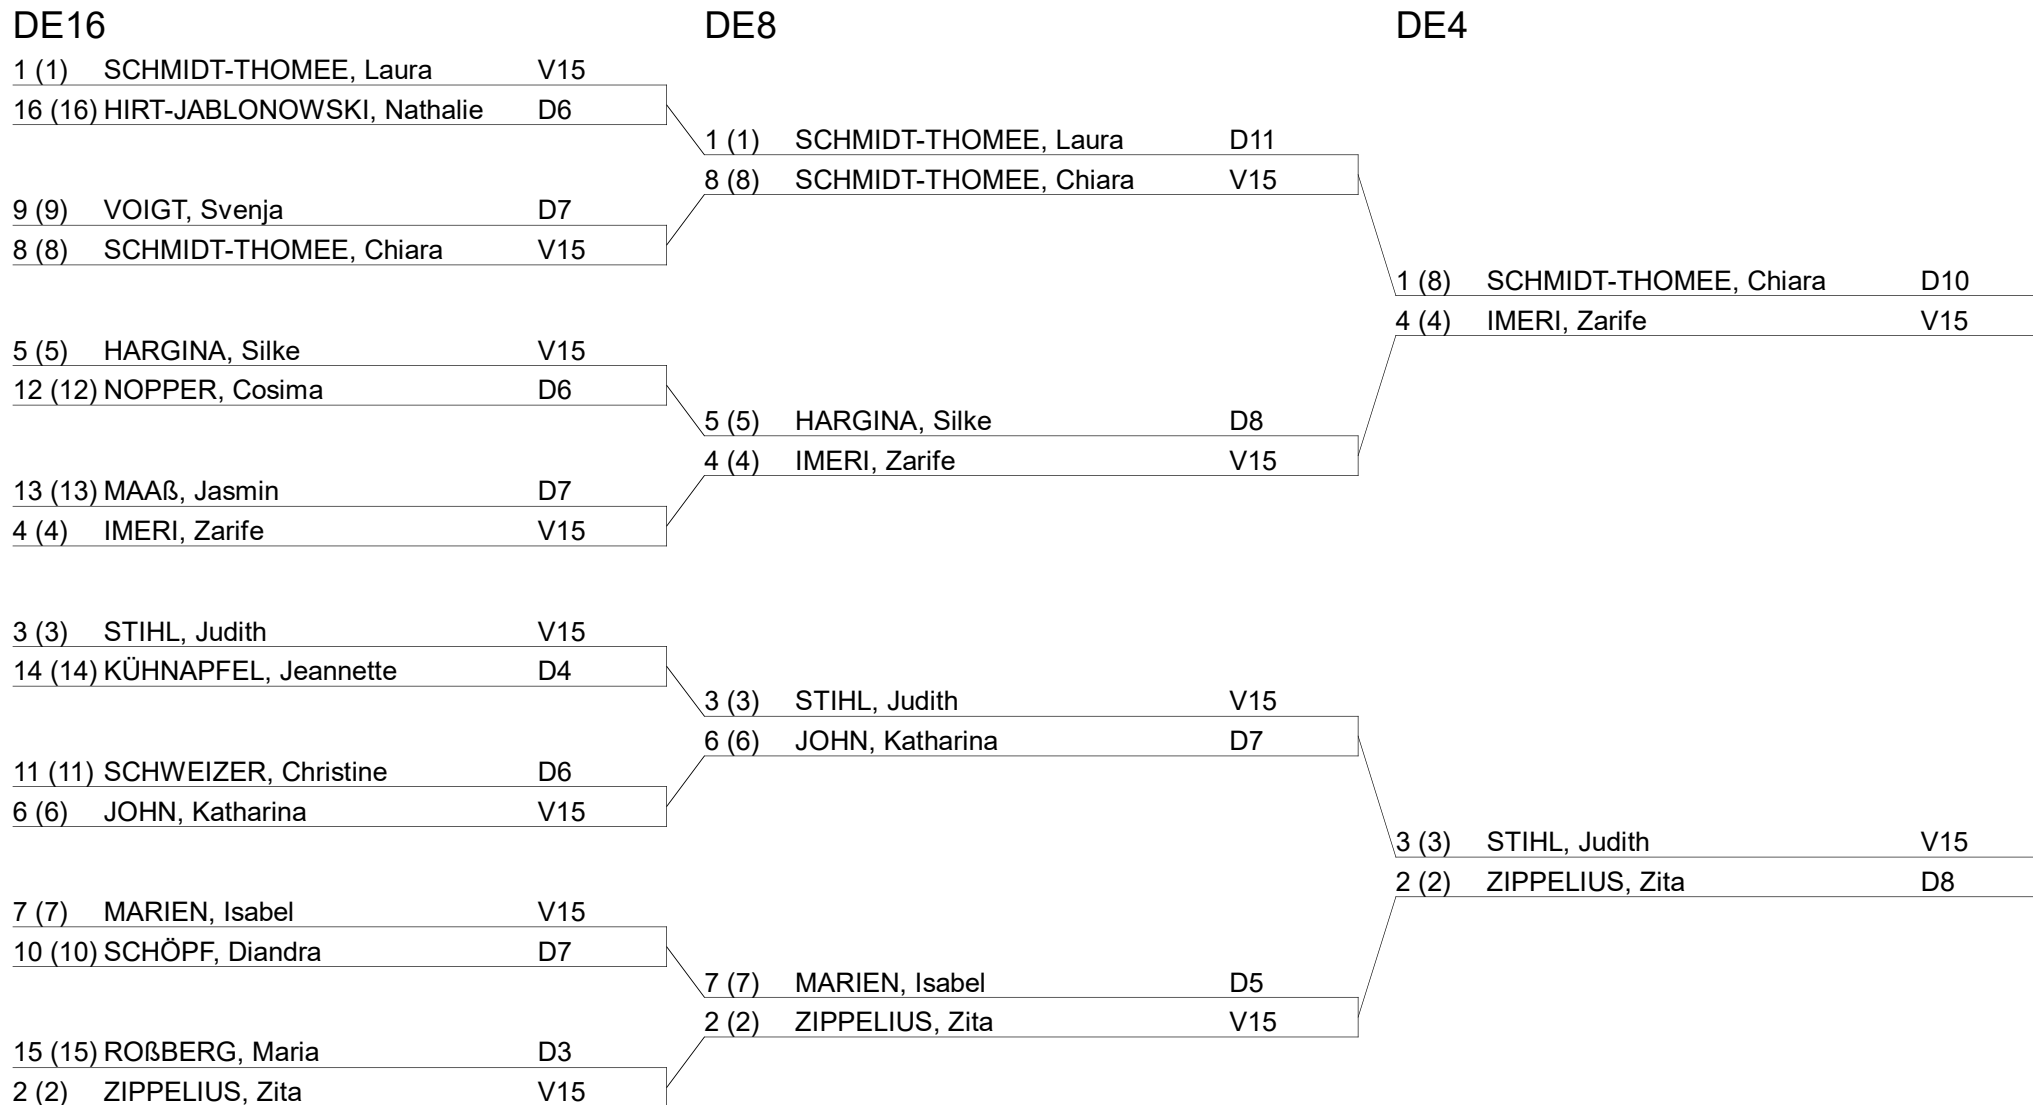 DE16
1 (1) SCHMIDT-THOMEE, Laura V15
16 (16) HIRT-JABLONOWSKI, Nathalie D6
9 (9) VOIGT, Svenja D7
8 (8) SCHMIDT-THOMEE, Chiara V15
5 (5) HARGINA, Silke V15
12 (12) NOPPER, Cosima D6
13 (13) MAAß, Jasmin D7
4 (4) IMERI, Zarife V15
3 (3) STIHL, Judith V15
14 (14) KÜHNAPFEL, Jeannette D4
11 (11) SCHWEIZER, Christine D6
6 (6) JOHN, Katharina V15
7 (7) MARIEN, Isabel V15
10 (10) SCHÖPF, Diandra D7
15 (15) ROßBERG, Maria D3
2 (2) ZIPPELIUS, Zita V15
DE8
1 (1) SCHMIDT-THOMEE, Laura D11
8 (8) SCHMIDT-THOMEE, Chiara V15
5 (5) HARGINA, Silke D8
4 (4) IMERI, Zarife V15
3 (3) STIHL, Judith V15
6 (6) JOHN, Katharina D7
7 (7) MARIEN, Isabel D5
2 (2) ZIPPELIUS, Zita V15
DE4
1 (8) SCHMIDT-THOMEE, Chiara D10
4 (4) IMERI, Zarife V15
3 (3) STIHL, Judith V15
2 (2) ZIPPELIUS, Zita D8